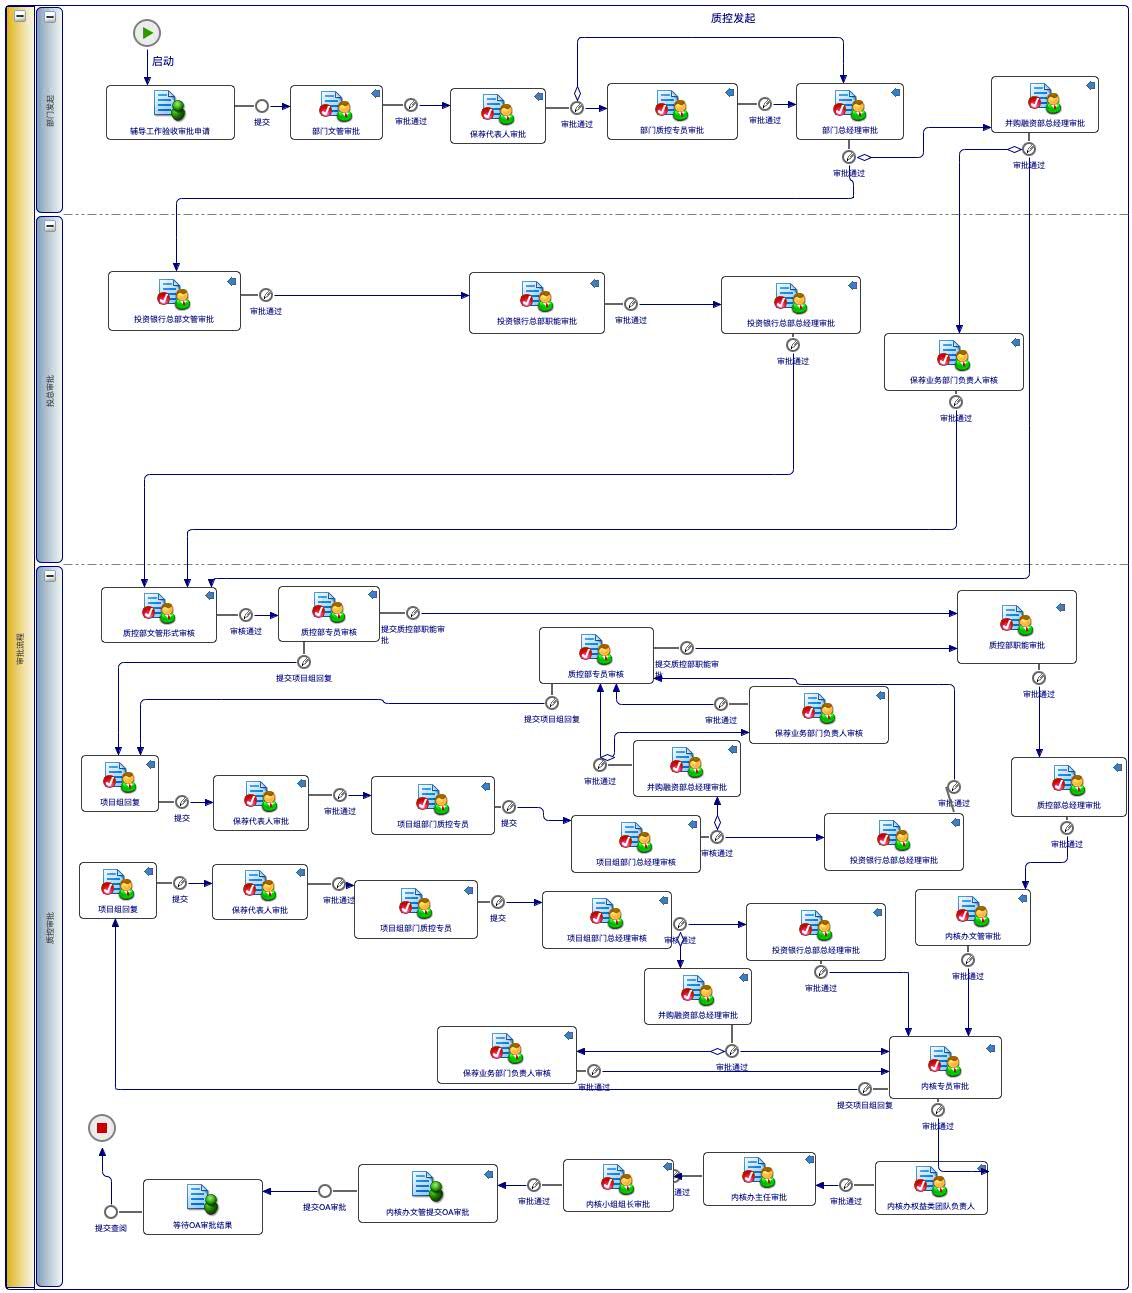 质控发起
启动
辅导工作验收审批申请
提交
部门文管审批
审批通过
保荐代表人审批
审批通过
部门质控专员审批
审批通过
部门总经理审批
审批通过
并购融资部总经理审批
审批通过
部门发起
投资银行总部文管审批
审批通过
投资银行总部职能审批
审批通过
投资银行总部总经理审批
审批通过
保荐业务部门负责人审核
审批通过
投总审批
审批流程
质控部文管形式审核
审核通过
质控部专员审核
提交质控部职能审
批
提交项目组回复
质控部专员审核
提交质控部职能审
批
提交项目组回复
质控部职能审批
审批通过
保荐业务部门负责人审核
审批通过
并购融资部总经理审批
审批通过
项目组回复
提交
保荐代表人审批
审批通过
项目组部门质控专员
提交
项目组部门总经理审核
审核通过
投资银行总部总经理审批
审批通过
质控部总经理审批
审批通过
项目组回复
提交
保荐代表人审批
审批通过
项目组部门质控专员
提交
项目组部门总经理审核
审核通过
投资银行总部总经理审批
审批通过
内核办文管审批
审批通过
质控审批
并购融资部总经理审批
审批通过
保荐业务部门负责人审核
审批通过
内核专员审批
提交项目组回复
审批通过
内核办权益类团队负责人
审批通过
内核办主任审批
通过
内核小组组长审批
审批通过
内核办文管提交OA审批
提交OA审批
等待OA审批结果
提交查阅